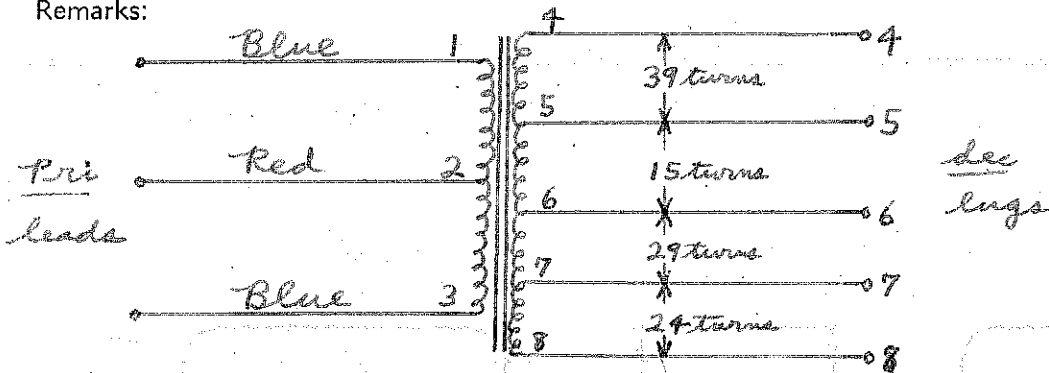 Remarks:
Blue 1 4 4
39 turns
5 5
Pri Red 2 15 turns sec
leads 6 6 lugs
29 turns
Blue 3 7 7
24 turns
8 8